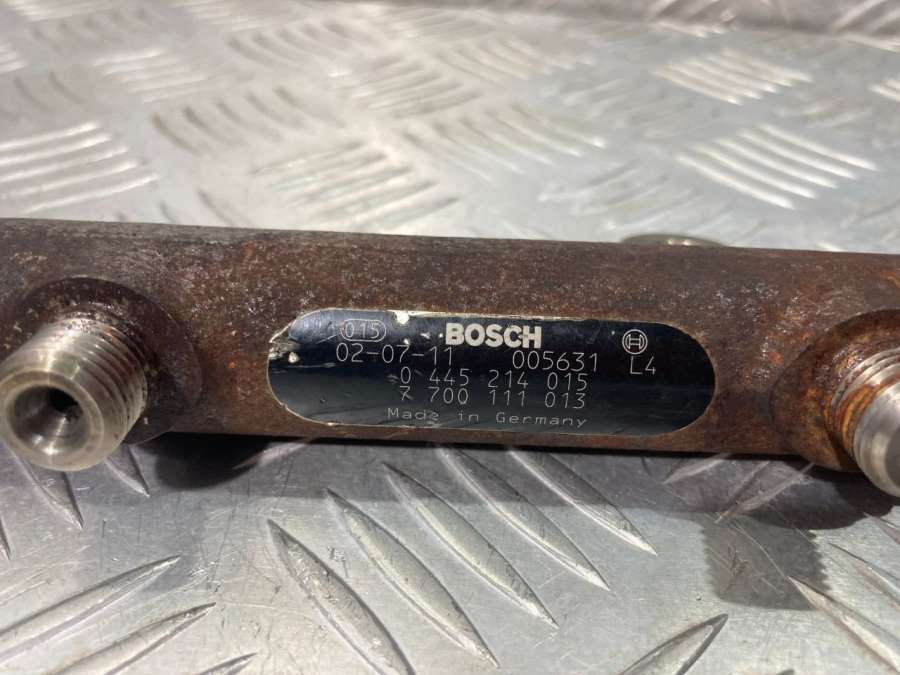 015 BOSCH
02-07-11 005631 L4
0 445 214 015
7 700 111 013
Made in Germany